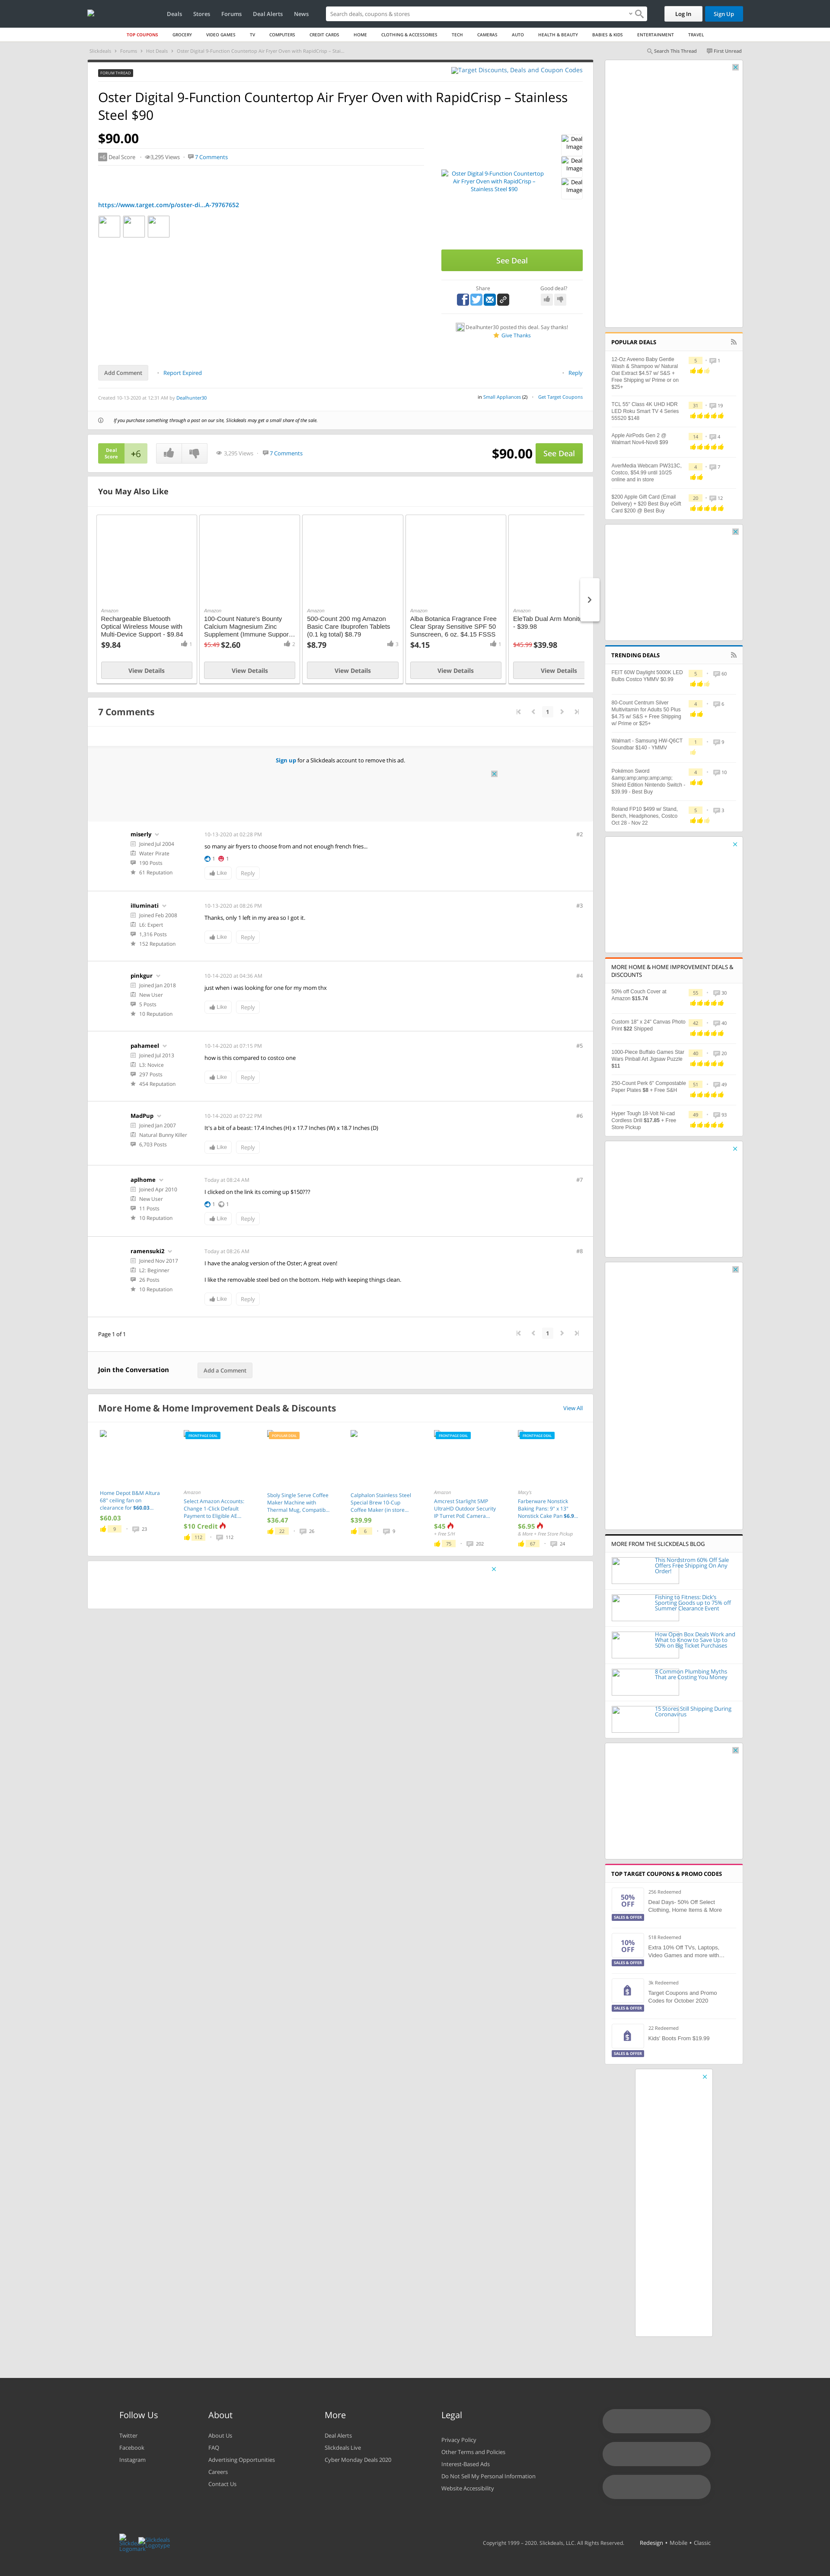 Deals Stores Forums Deal Alerts News
Search deals, coupons & stores
Log In
Sign Up
TOP COUPONS GROCERY VIDEO GAMES TV COMPUTERS CREDIT CARDS HOME CLOTHING & ACCESSORIES TECH CAMERAS AUTO HEALTH & BEAUTY BABIES & KIDS ENTERTAINMENT TRAVEL
Slickdeals > Forums > Hot Deals > Oster Digital 9-Function Countertop Air Fryer Oven with RapidCrisp – Stai...
Search This Thread
First Unread
FORUM THREAD
Target Discounts, Deals and Coupon Codes
Oster Digital 9-Function Countertop Air Fryer Oven with RapidCrisp – Stainless
Steel $90
$90.00
+6 Deal Score
3,295 Views
7 Comments
https://www.target.com/p/oster-di...A-79767652
Oster Digital 9-Function Countertop
Air Fryer Oven with RapidCrisp –
Stainless Steel $90
Deal
Image
Deal
Image
Deal
Image
See Deal
Share
Good deal?
Dealhunter30 posted this deal. Say thanks!
Give Thanks
Add Comment
Report Expired
Reply
Created 10-13-2020 at 12:31 AM by Dealhunter30
in Small Appliances (2)
Get Target Coupons
If you purchase something through a post on our site, Slickdeals may get a small share of the sale.
Deal
Score
+6
3,295 Views
7 Comments
$90.00
See Deal
You May Also Like
Amazon
Rechargeable Bluetooth
Optical Wireless Mouse with
Multi-Device Support - $9.84
$9.84
1
View Details
Amazon
100-Count Nature's Bounty
Calcium Magnesium Zinc
Supplement (Immune Suppor...
$5.49 $2.60
2
View Details
Amazon
500-Count 200 mg Amazon
Basic Care Ibuprofen Tablets
(0.1 kg total) $8.79
$8.79
3
View Details
Amazon
Alba Botanica Fragrance Free
Clear Spray Sensitive SPF 50
Sunscreen, 6 oz. $4.15 FSSS
$4.15
1
View Details
Amazon
EleTab Dual Arm Monito
- $39.98
$45.99 $39.98
View Details
7 Comments
1
Sign up for a Slickdeals account to remove this ad.
miserly
Joined Jul 2004
Water Pirate
190 Posts
61 Reputation
10-13-2020 at 02:28 PM
#2
so many air fryers to choose from and not enough french fries...
1 1
Like
Reply
illuminati
Joined Feb 2008
L6: Expert
1,316 Posts
152 Reputation
10-13-2020 at 08:26 PM
#3
Thanks, only 1 left in my area so I got it.
Like
Reply
pinkgur
Joined Jan 2018
New User
5 Posts
10 Reputation
10-14-2020 at 04:36 AM
#4
just when i was looking for one for my mom thx
Like
Reply
pahameel
Joined Jul 2013
L3: Novice
297 Posts
454 Reputation
10-14-2020 at 07:15 PM
#5
how is this compared to costco one
Like
Reply
MadPup
Joined Jan 2007
Natural Bunny Killer
6,703 Posts
10-14-2020 at 07:22 PM
#6
It's a bit of a beast: 17.4 Inches (H) x 17.7 Inches (W) x 18.7 Inches (D)
Like
Reply
aplhome
Joined Apr 2010
New User
11 Posts
10 Reputation
Today at 08:24 AM
#7
I clicked on the link its coming up $150???
1 1
Like
Reply
ramensuki2
Joined Nov 2017
L2: Beginner
26 Posts
10 Reputation
Today at 08:26 AM
#8
I have the analog version of the Oster; A great oven!
I like the removable steel bed on the bottom. Help with keeping things clean.
Like
Reply
Page 1 of 1
1
Join the Conversation
Add a Comment
More Home & Home Improvement Deals & Discounts
View All
Home Depot B&M Altura
68" ceiling fan on
clearance for $60.03...
$60.03
9
23
FRONTPAGE DEAL
Amazon
Select Amazon Accounts:
Change 1-Click Default
Payment to Eligible AE...
$10 Credit
112
112
POPULAR DEAL
Sboly Single Serve Coffee
Maker Machine with
Thermal Mug, Compatib...
$36.47
22
26
Calphalon Stainless Steel
Special Brew 10-Cup
Coffee Maker (in store...
$39.99
6
9
FRONTPAGE DEAL
Amazon
Amcrest Starlight 5MP
UltraHD Outdoor Security
IP Turret PoE Camera...
$45
+ Free S/H
75
202
FRONTPAGE DEAL
Macy's
Farberware Nonstick
Baking Pans: 9" x 13"
Nonstick Cake Pan $6.9...
$6.95
& More + Free Store Pickup
67
24
POPULAR DEALS
12-Oz Aveeno Baby Gentle
Wash & Shampoo w/ Natural
Oat Extract $4.57 w/ S&S +
Free Shipping w/ Prime or on
$25+
5
1
TCL 55" Class 4K UHD HDR
LED Roku Smart TV 4 Series
55S20 $148
31
19
Apple AirPods Gen 2 @
Walmart Nov4-Nov8 $99
14
4
AverMedia Webcam PW313C,
Costco, $54.99 until 10/25
online and in store
4
7
$200 Apple Gift Card (Email
Delivery) + $20 Best Buy eGift
Card $200 @ Best Buy
20
12
TRENDING DEALS
FEIT 60W Daylight 5000K LED
Bulbs Costco YMMV $0.99
5
60
80-Count Centrum Silver
Multivitamin for Adults 50 Plus
$4.75 w/ S&S + Free Shipping
w/ Prime or $25+
4
6
Walmart - Samsung HW-Q6CT
Soundbar $140 - YMMV
1
9
Pokémon Sword
&amp;amp;amp;amp;amp;
Shield Edition Nintendo Switch -
$39.99 - Best Buy
4
10
Roland FP10 $499 w/ Stand,
Bench, Headphones, Costco
Oct 28 - Nov 22
5
3
MORE HOME & HOME IMPROVEMENT DEALS &
DISCOUNTS
50% off Couch Cover at
Amazon $15.74
55
30
Custom 18" x 24" Canvas Photo
Print $22 Shipped
42
40
1000-Piece Buffalo Games Star
Wars Pinball Art Jigsaw Puzzle
$11
40
20
250-Count Perk 6" Compostable
Paper Plates $8 + Free S&H
51
49
Hyper Tough 18-Volt Ni-cad
Cordless Drill $17.85 + Free
Store Pickup
49
93
MORE FROM THE SLICKDEALS BLOG
This Nordstrom 60% Off Sale
Offers Free Shipping On Any
Order!
Fishing to Fitness: Dick's
Sporting Goods up to 75% off
Summer Clearance Event
How Open Box Deals Work and
What to Know to Save Up to
50% on Big Ticket Purchases
8 Common Plumbing Myths
That are Costing You Money
15 Stores Still Shipping During
Coronavirus
TOP TARGET COUPONS & PROMO CODES
50%
OFF
SALES & OFFER
256 Redeemed
Deal Days- 50% Off Select
Clothing, Home Items & More
10%
OFF
SALES & OFFER
518 Redeemed
Extra 10% Off TVs, Laptops,
Video Games and more with...
SALES & OFFER
3k Redeemed
Target Coupons and Promo
Codes for October 2020
SALES & OFFER
22 Redeemed
Kids' Boots From $19.99
Follow Us
Twitter
Facebook
Instagram
About
About Us
FAQ
Advertising Opportunities
Careers
Contact Us
More
Deal Alerts
Slickdeals Live
Cyber Monday Deals 2020
Legal
Privacy Policy
Other Terms and Policies
Interest-Based Ads
Do Not Sell My Personal Information
Website Accessibility
Slickdeals
Logomark
Slickdeals
Logotype
Copyright 1999 – 2020. Slickdeals, LLC. All Rights Reserved.
Redesign • Mobile • Classic